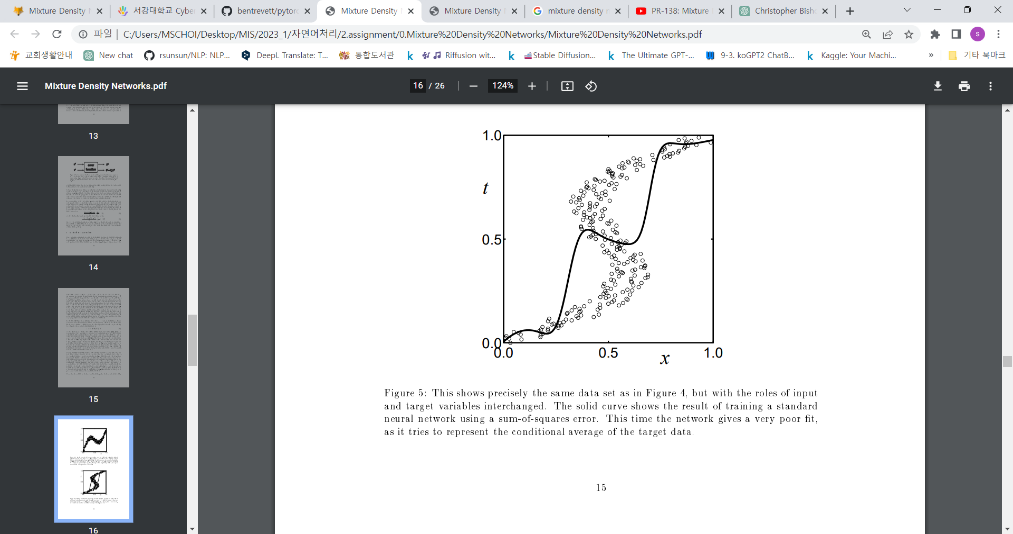 Mixture Density
서강대학교 Cyber
bentrevett/pytor
Mixture Density
Mixture Density
mixture density n
PR-138: Mixture
Christopher Bish
S
파일 | C:/Users/MSCHOI/Desktop/MIS/2023_1/자연어처리/2.assignment/0.Mixture%20Density%20Networks/Mixture%20Density%20Networks.pdf
교회생활안내
New chat
rsunsun/NLP: NLP...
DeepL Translate: T...
통합도서관
Riffusion wit...
Stable Diffusion...
The Ultimate GPT-...
9-3. koGPT2 ChatB...
Kaggle: Your Machi...
»
기타 북마크
Mixture Density Networks.pdf
16 / 26
124%
13
14
15
16
1.0
t
0.5
0.0
0.0 0.5 x 1.0
Figure 5: This shows precisely the same data set as in Figure 4, but with the roles of input
and target variables interchanged. The solid curve shows the result of training a standard
neural network using a sum-of-squares error. This time the network gives a very poor fit,
as it tries to represent the conditional average of the target data
15